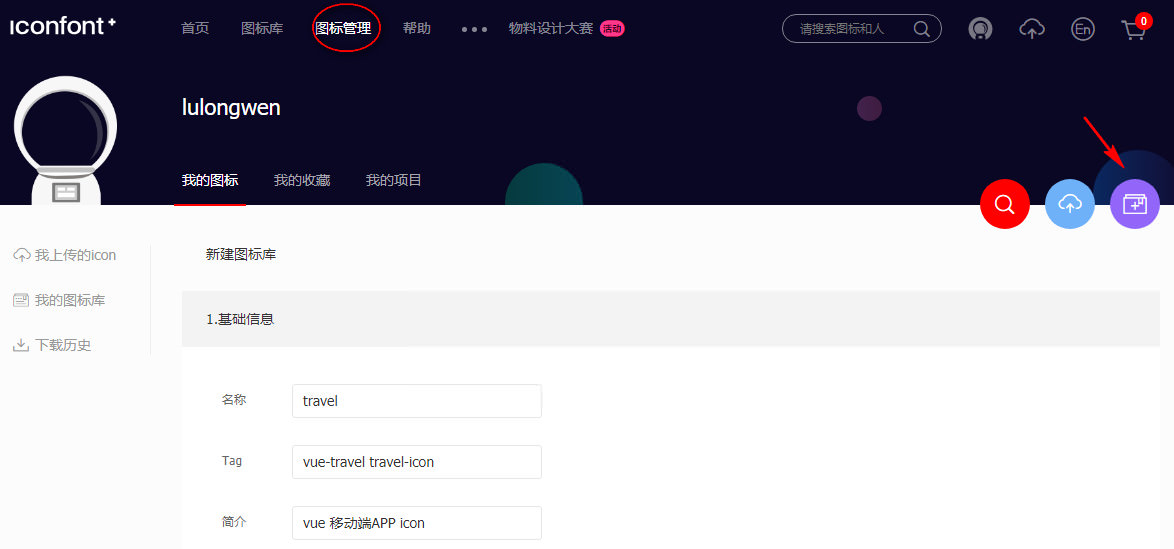 iconfont+ 首页 图标库 图标管理 帮助 ••• 物料设计大赛 活动 请搜索图标和人 En 0
lulongwen
我的图标 我的收藏 我的项目
我上传的icon
我的图标库
下载历史
新建图标库
1.基础信息
名称 travel
Tag vue-travel travel-icon
简介 vue 移动端APP icon